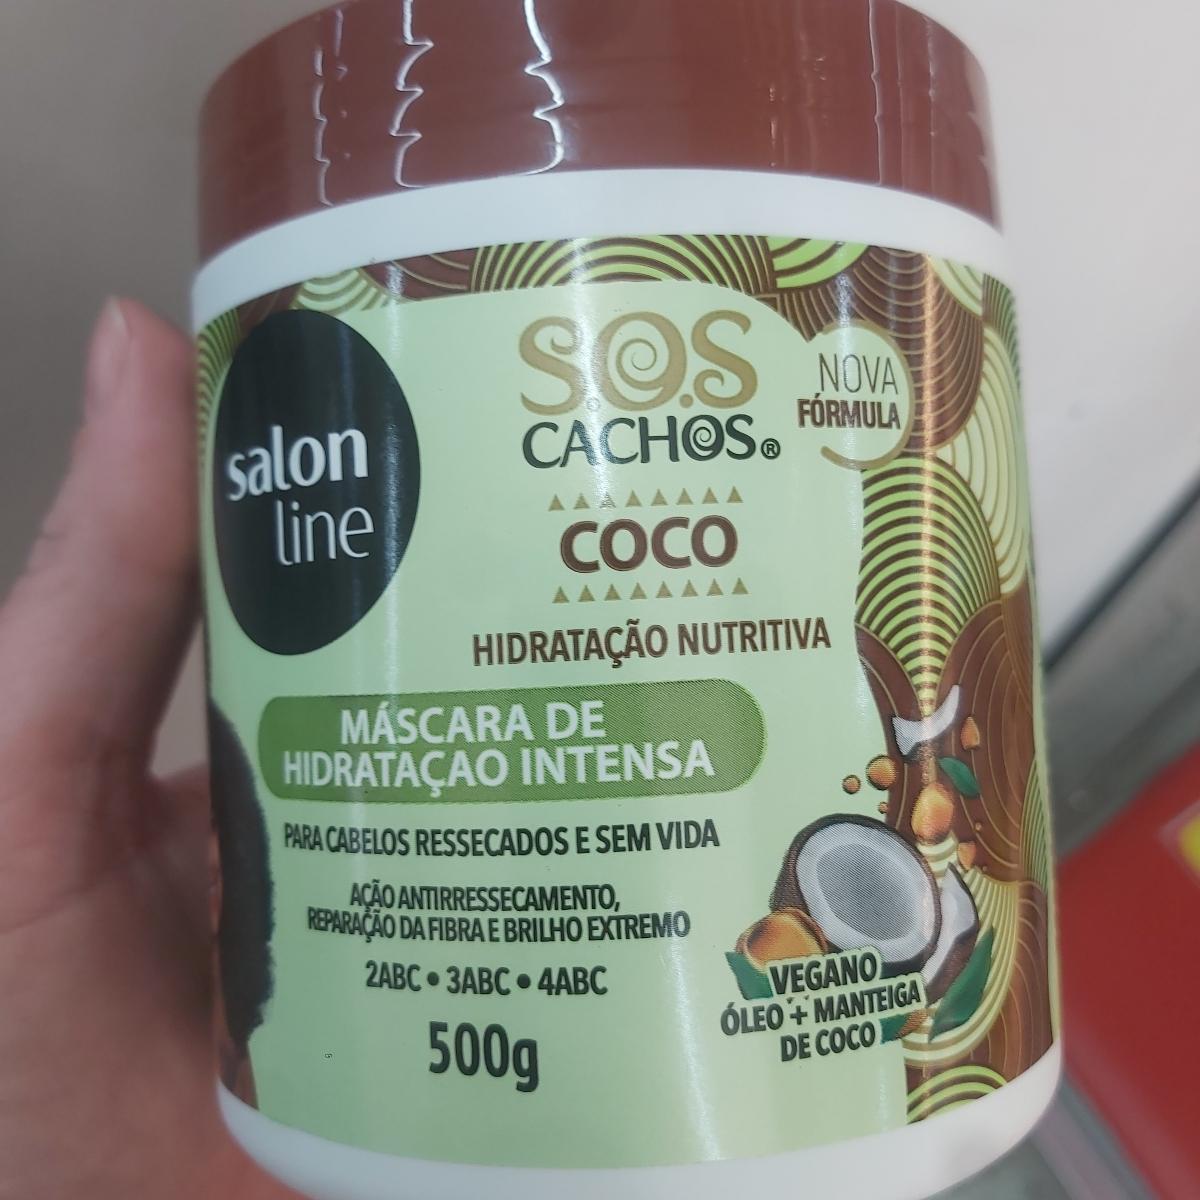 salon
line
S.O.S
CACHOS®
NOVA
FÓRMULA
COCO
HIDRATAÇÃO NUTRITIVA
MÁSCARA DE
HIDRATAÇAO INTENSA
PARA CABELOS RESSECADOS E SEM VIDA
AÇÃO ANTIRRESSECAMENTO,
REPARAÇÃO DA FIBRA E BRILHO EXTREMO
2ABC • 3ABC • 4ABC
500g
VEGANO
ÓLEO + MANTEIGA
DE COCO